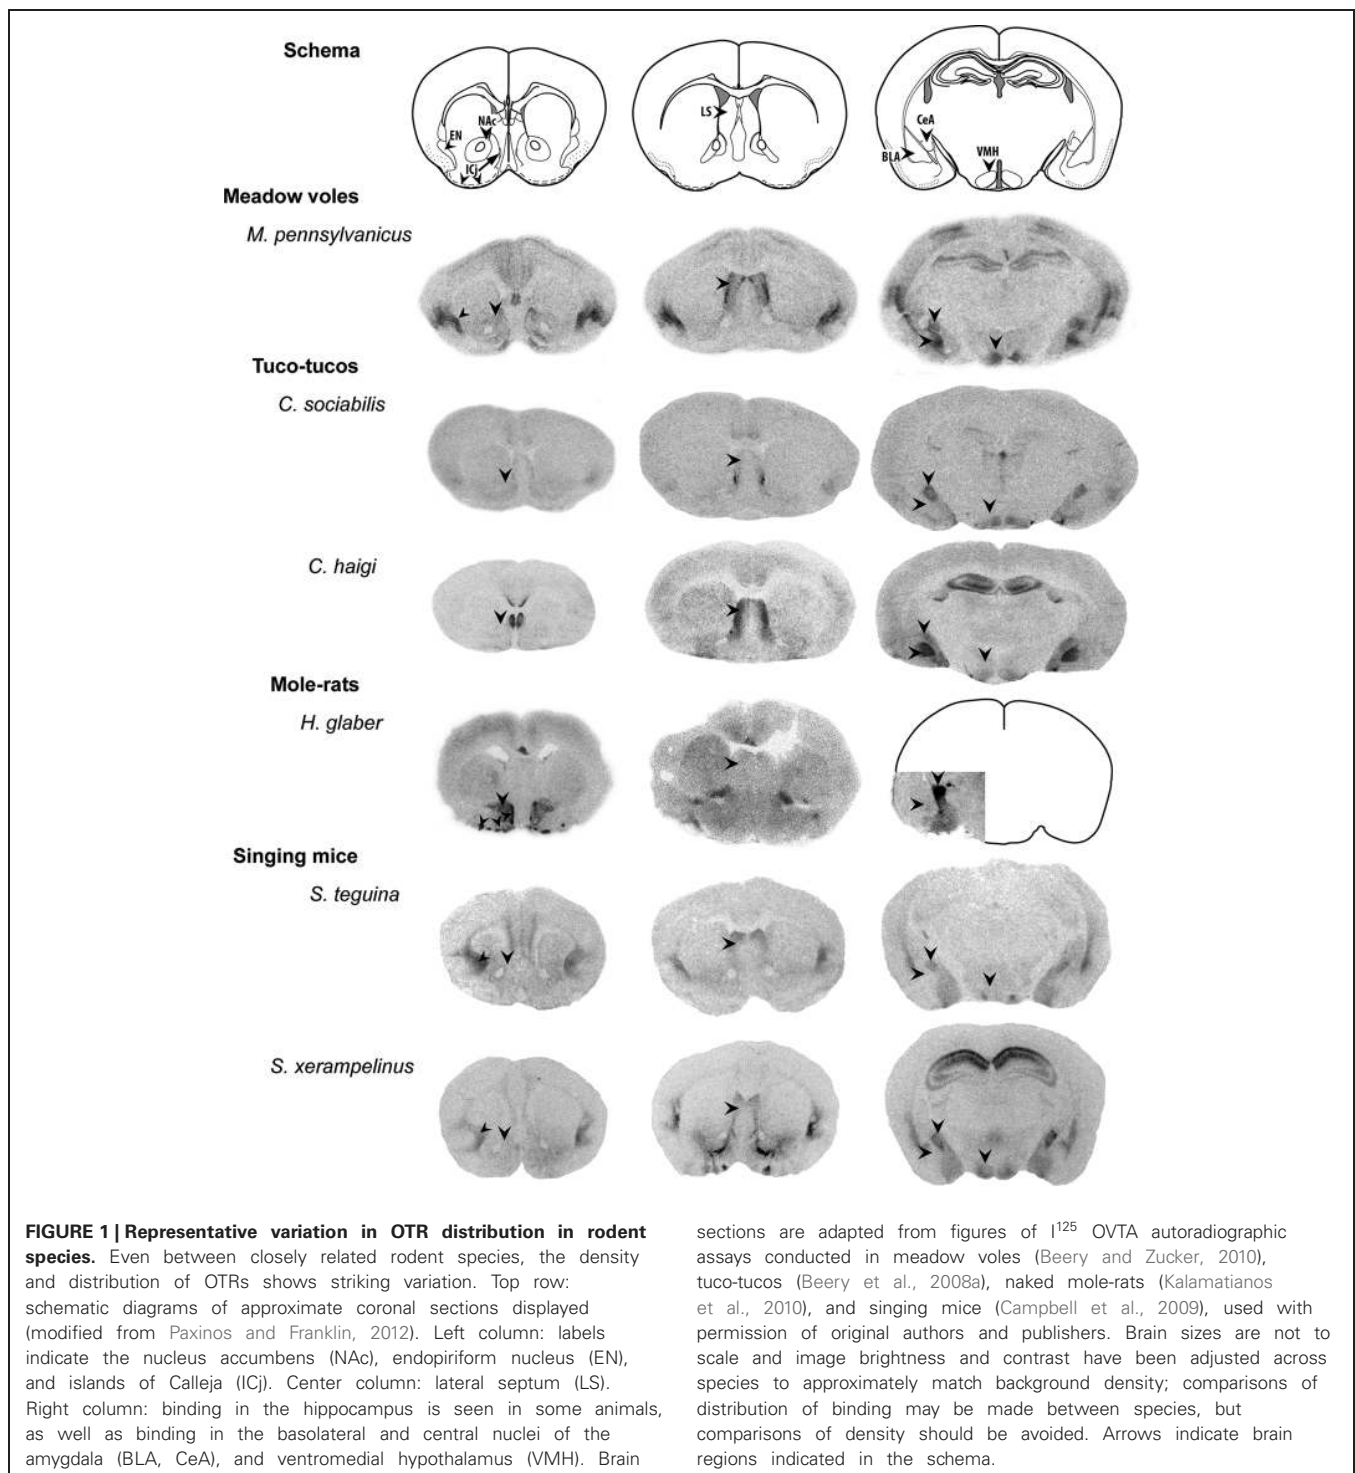 Schema
NAc
EN
ICj
LS
CeA
BLA
VMH
Meadow voles
M. pennsylvanicus
Tuco-tucos
C. sociabilis
C. haigi
Mole-rats
H. glaber
Singing mice
S. teguina
S. xerampelinus
FIGURE 1 | Representative variation in OTR distribution in rodent
species. Even between closely related rodent species, the density
and distribution of OTRs shows striking variation. Top row:
schematic diagrams of approximate coronal sections displayed
(modified from Paxinos and Franklin, 2012). Left column: labels
indicate the nucleus accumbens (NAc), endopiriform nucleus (EN),
and islands of Calleja (ICj). Center column: lateral septum (LS).
Right column: binding in the hippocampus is seen in some animals,
as well as binding in the basolateral and central nuclei of the
amygdala (BLA, CeA), and ventromedial hypothalamus (VMH). Brain
sections are adapted from figures of I¹²⁵ OVTA autoradiographic
assays conducted in meadow voles (Beery and Zucker, 2010),
tuco-tucos (Beery et al., 2008a), naked mole-rats (Kalamatianos
et al., 2010), and singing mice (Campbell et al., 2009), used with
permission of original authors and publishers. Brain sizes are not to
scale and image brightness and contrast have been adjusted across
species to approximately match background density; comparisons of
distribution of binding may be made between species, but
comparisons of density should be avoided. Arrows indicate brain
regions indicated in the schema.